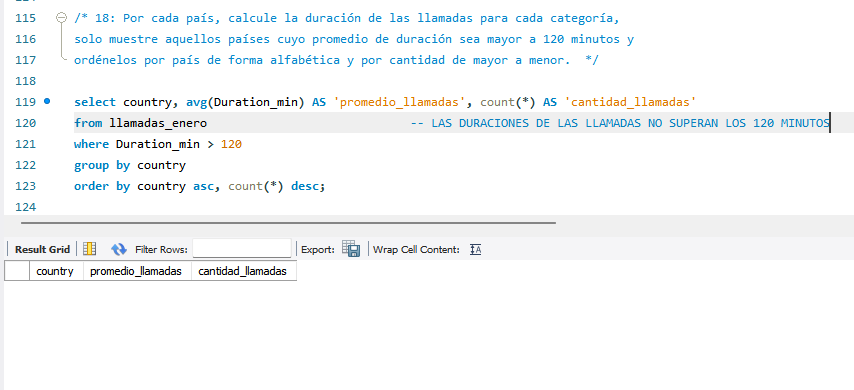 115 /* 18: Por cada país, calcule la duración de las llamadas para cada categoría,
116 solo muestre aquellos países cuyo promedio de duración sea mayor a 120 minutos y
117 ordénelos por país de forma alfabética y por cantidad de mayor a menor. */
118
119 select country, avg(Duration_min) AS 'promedio_llamadas', count(*) AS 'cantidad_llamadas'
120 from llamadas_enero -- LAS DURACIONES DE LAS LLAMADAS NO SUPERAN LOS 120 MINUTOS
121 where Duration_min > 120
122 group by country
123 order by country asc, count(*) desc;
124
Result Grid Filter Rows: Export: Wrap Cell Content:
country promedio_llamadas cantidad_llamadas